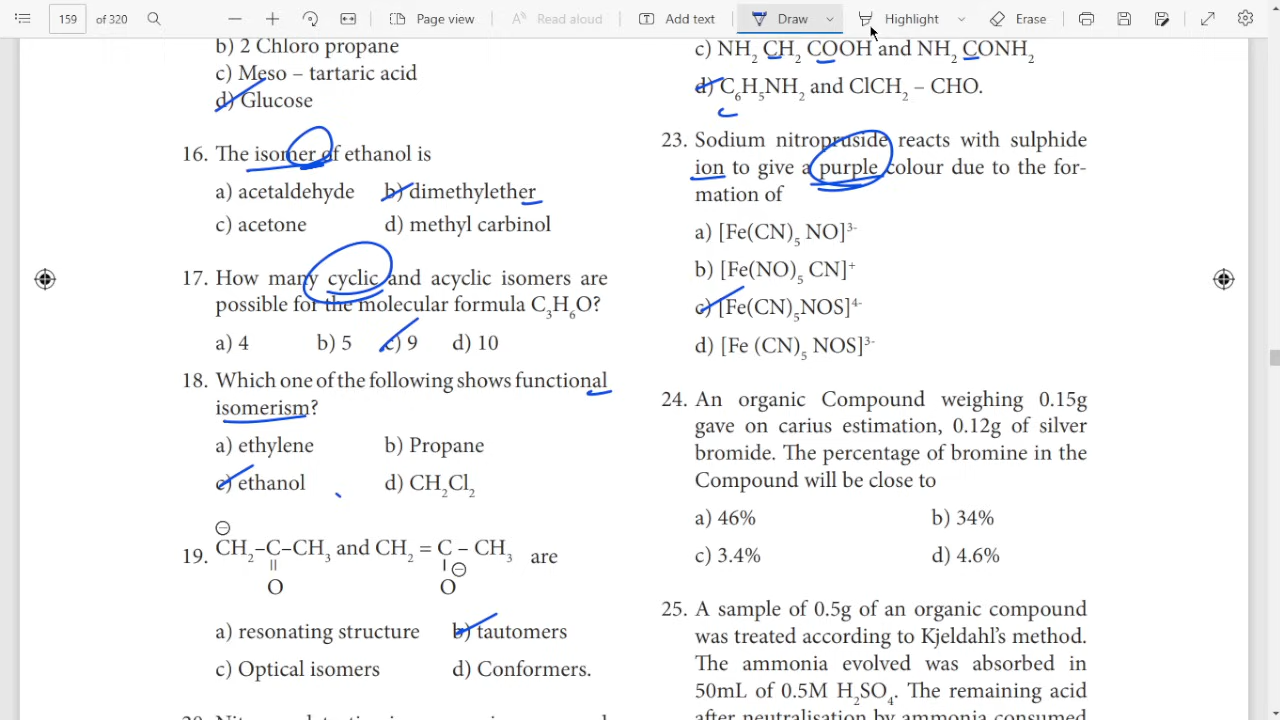 159 of 320 Page view Read aloud Add text Draw Highlight Erase
b) 2 Chloro propane
c) Meso – tartaric acid
d) Glucose
16. The isomer of ethanol is
a) acetaldehyde b) dimethylether
c) acetone d) methyl carbinol
17. How many cyclic and acyclic isomers are
possible for the molecular formula C₃H₆O?
a) 4 b) 5 c) 9 d) 10
18. Which one of the following shows functional
isomerism?
a) ethylene b) Propane
c) ethanol d) CH₂Cl₂
⊖
19. CH₂–C–CH₃ and CH₂ = C – CH₃ are
|| | ⊖
O O
a) resonating structure b) tautomers
c) Optical isomers d) Conformers.
c) NH₂ CH₂ COOH and NH₂ CONH₂
d) C₆H₅NH₂ and ClCH₂ – CHO.
23. Sodium nitroprusside reacts with sulphide
ion to give a purple colour due to the for-
mation of
a) [Fe(CN)₅ NO]³⁻
b) [Fe(NO)₅ CN]⁺
c) [Fe(CN)₅NOS]⁴⁻
d) [Fe (CN)₅ NOS]³⁻
24. An organic Compound weighing 0.15g
gave on carius estimation, 0.12g of silver
bromide. The percentage of bromine in the
Compound will be close to
a) 46% b) 34%
c) 3.4% d) 4.6%
25. A sample of 0.5g of an organic compound
was treated according to Kjeldahl's method.
The ammonia evolved was absorbed in
50mL of 0.5M H₂SO₄. The remaining acid
after neutralisation by ammonia consumed